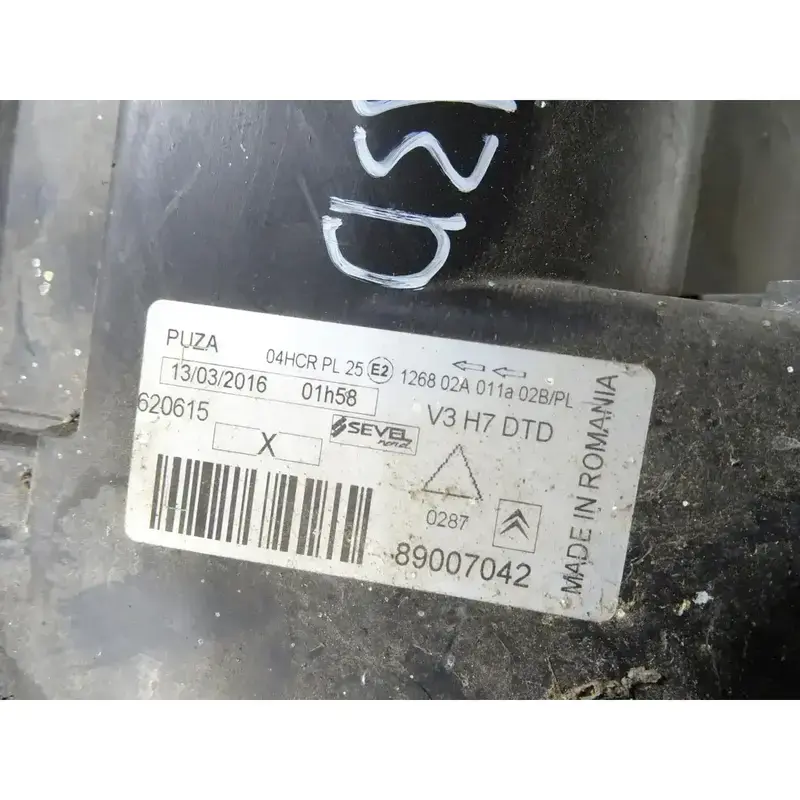 PUZA
04HCR PL 25 E2 1268 02A 011a 02B/PL
13/03/2016 01h58
V3 H7 DTD
620615
X
SEVEL
0287
89007042
MADE IN ROMANIA